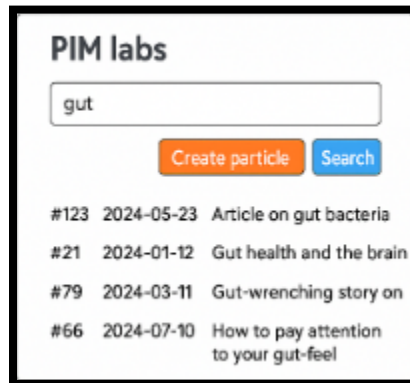 PIM labs
gut
Create particle Search
#123 2024-05-23 Article on gut bacteria
#21 2024-01-12 Gut health and the brain
#79 2024-03-11 Gut-wrenching story on
#66 2024-07-10 How to pay attention
to your gut-feel